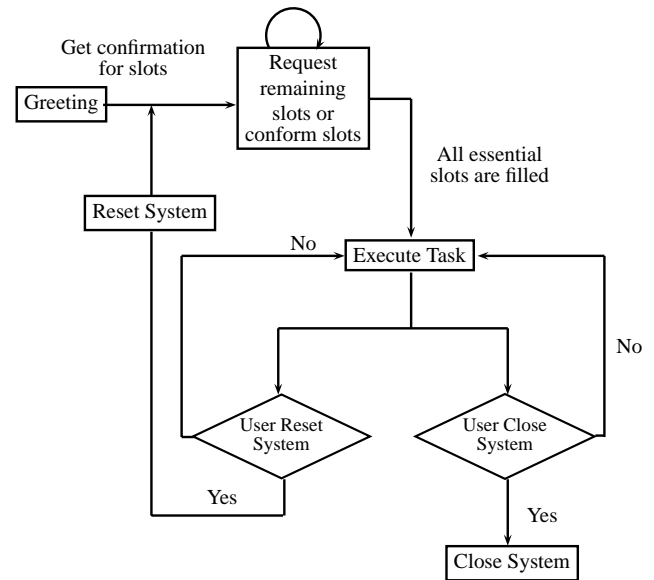 Get confirmation
for slots
Greeting
Request
remaining
slots or
conform slots
All essential
slots are filled
Reset System
No
Execute Task
No
User Reset
System
User Close
System
Yes
Yes
Close System